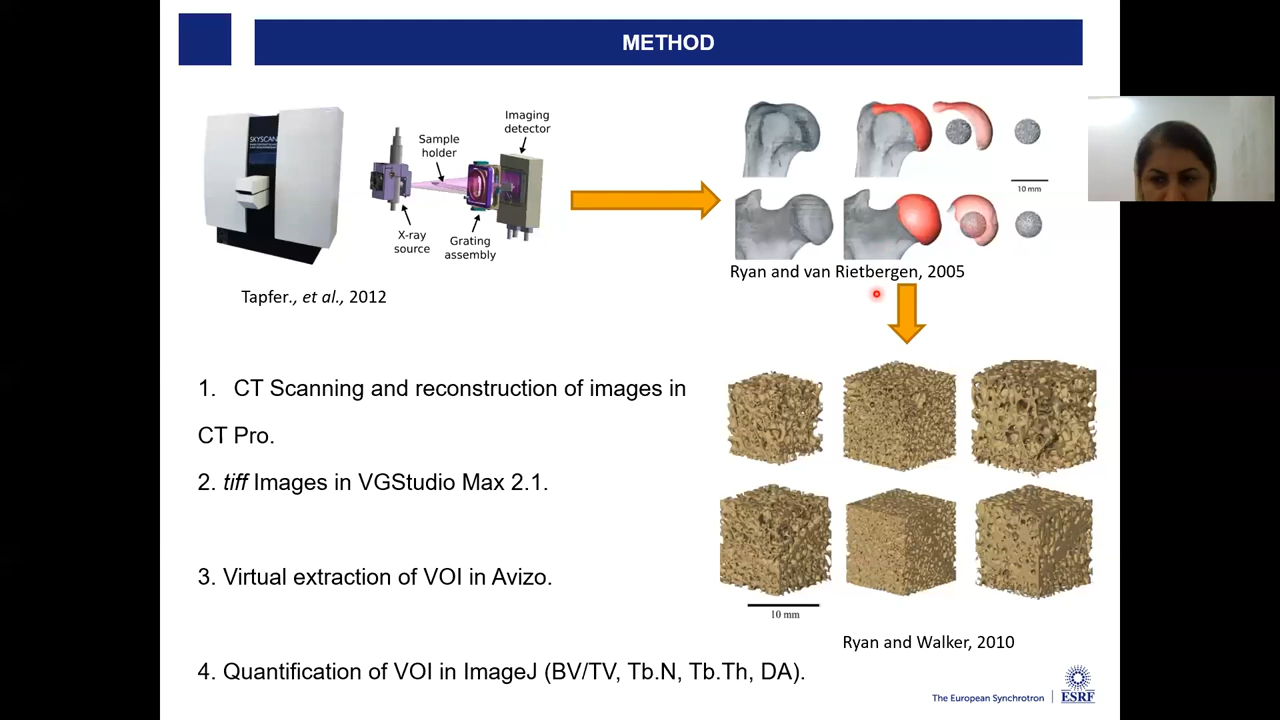 METHOD
SKYSCAN
Imaging
detector
Sample
holder
X-ray
source
Grating
assembly
10 mm
Tapfer., et al., 2012
Ryan and van Rietbergen, 2005
1. CT Scanning and reconstruction of images in
CT Pro.
2. tiff Images in VGStudio Max 2.1.
3. Virtual extraction of VOI in Avizo.
4. Quantification of VOI in ImageJ (BV/TV, Tb.N, Tb.Th, DA).
10 mm
Ryan and Walker, 2010
The European Synchrotron
ESRF